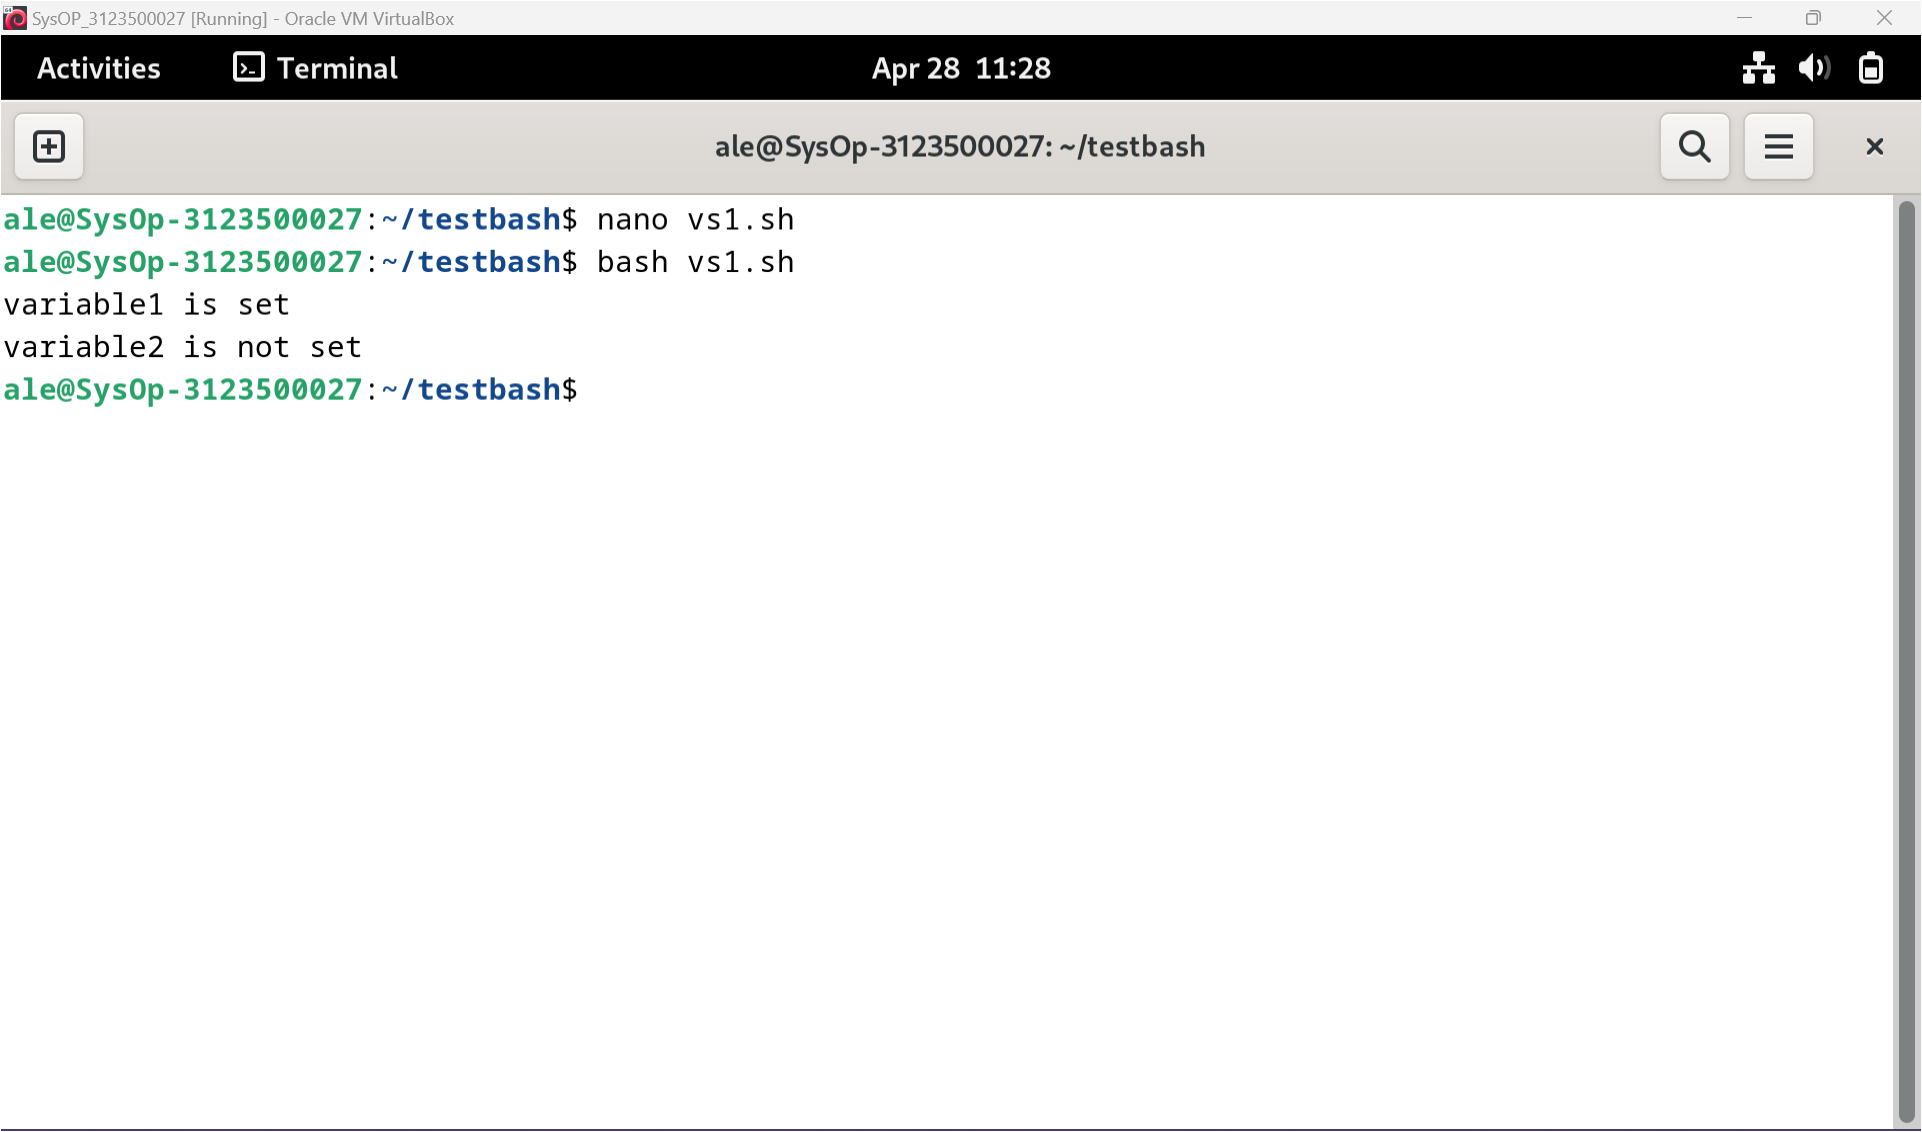 SysOP_3123500027 [Running] - Oracle VM VirtualBox
Activities Terminal Apr 28 11:28
ale@SysOp-3123500027: ~/testbash
ale@SysOp-3123500027:~/testbash$ nano vs1.sh
ale@SysOp-3123500027:~/testbash$ bash vs1.sh
variable1 is set
variable2 is not set
ale@SysOp-3123500027:~/testbash$